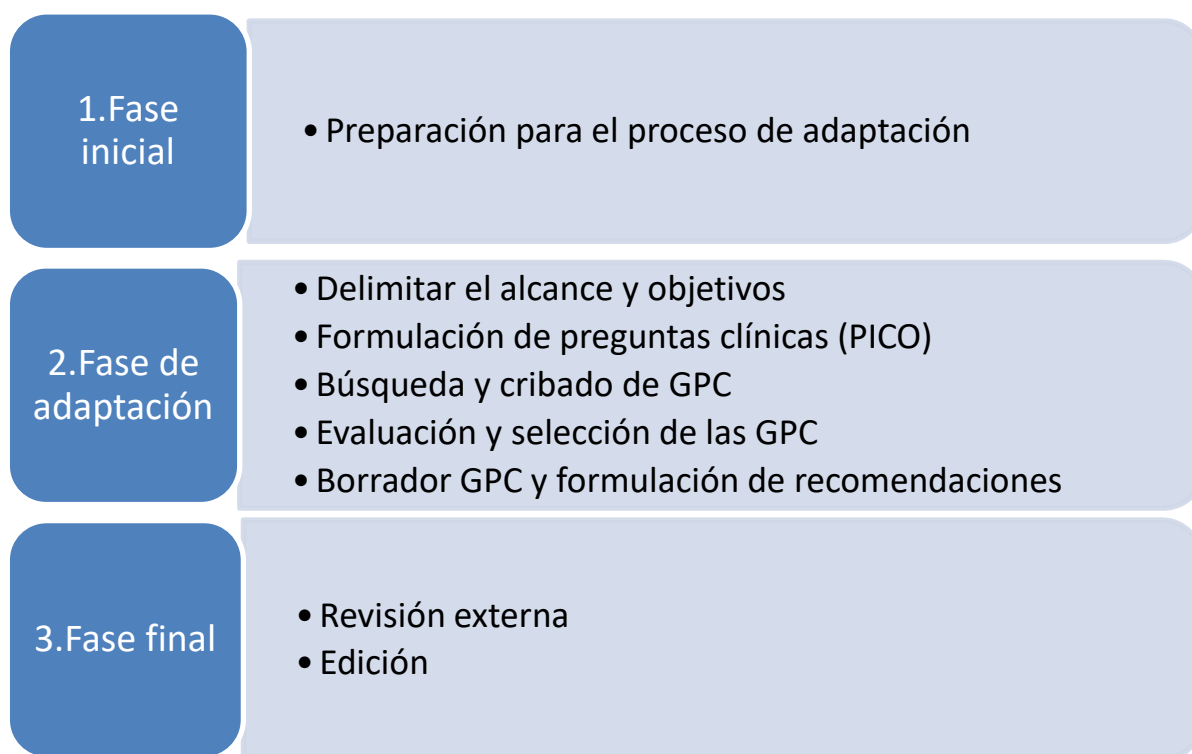 1.Fase
inicial
• Preparación para el proceso de adaptación
2.Fase de
adaptación
• Delimitar el alcance y objetivos
• Formulación de preguntas clínicas (PICO)
• Búsqueda y cribado de GPC
• Evaluación y selección de las GPC
• Borrador GPC y formulación de recomendaciones
3.Fase final
• Revisión externa
• Edición